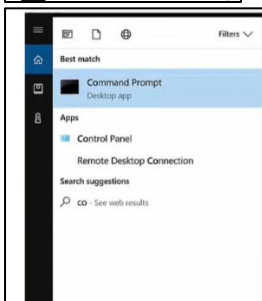 Filters
Best match
Command Prompt
Desktop app
Apps
Control Panel
Remote Desktop Connection
Search suggestions
co - See web results